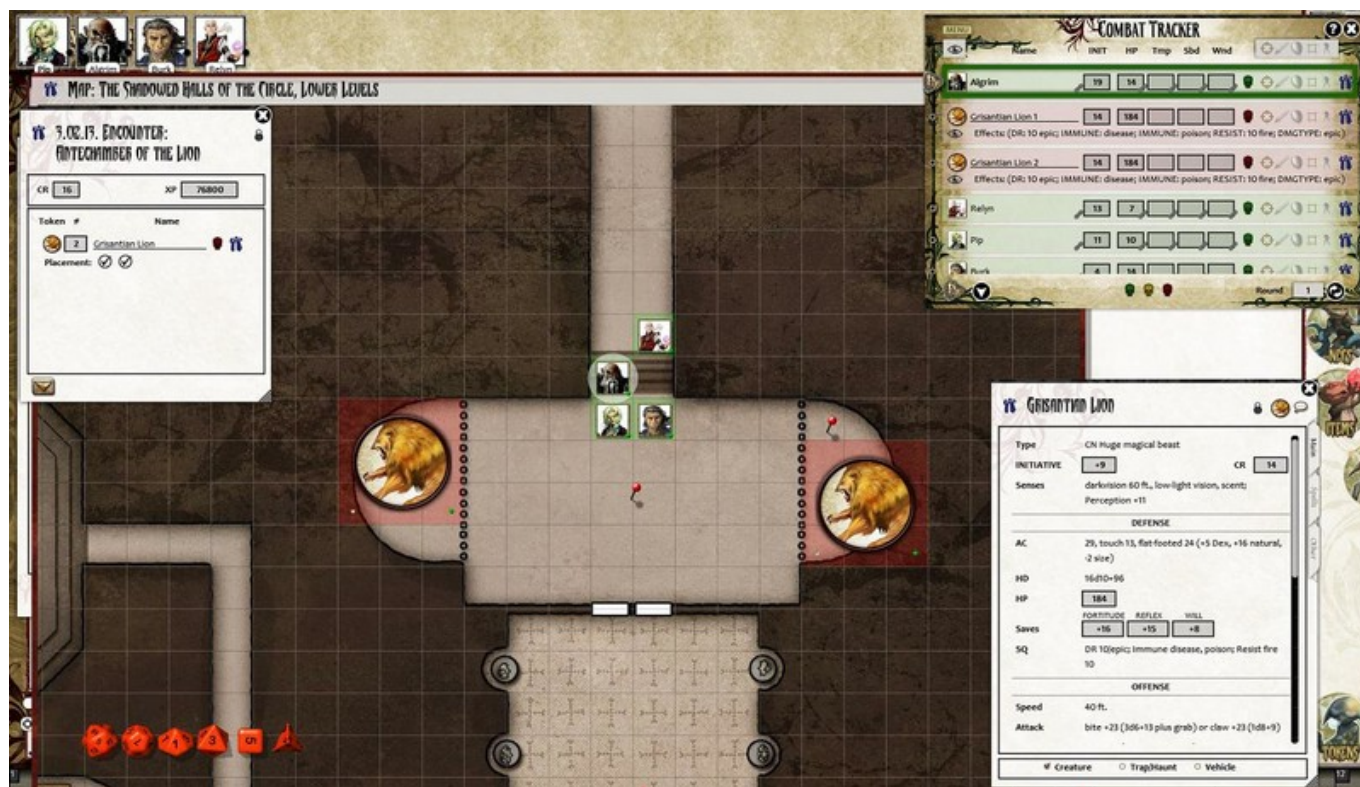 Pip Algrim Burk Relyn
MAP: THE SHADOWED HALLS OF THE CIRCLE, LOWER LEVELS
3.02.13. ENCOUNTER:
ANTECHAMBER OF THE LION
CR 16 XP 76800
Token # Name
2 Grisantian Lion
Placement:
MENU
COMBAT TRACKER
Name INIT HP Tmp Sbd Wnd
Algrim 19 14
Grisantian Lion 1 14 184
Effects: (DR: 10 epic; IMMUNE: disease; IMMUNE: poison; RESIST: 10 fire; DMGTYPE: epic)
Grisantian Lion 2 14 184
Effects: (DR: 10 epic; IMMUNE: disease; IMMUNE: poison; RESIST: 10 fire; DMGTYPE: epic)
Relyn 13 7
Pip 11 10
Burk 4 14
Round 1
NPCS
ITEMS
TOKENS
GRISANTIAN LION
Type CN Huge magical beast
INITIATIVE +9 CR 14
Senses darkvision 60 ft., low-light vision, scent;
Perception +11
DEFENSE
AC 29, touch 13, flat-footed 24 (+5 Dex, +16 natural,
-2 size)
HD 16d10+96
HP 184
FORTITUDE REFLEX WILL
Saves +16 +15 +8
SQ DR 10/epic; Immune disease, poison; Resist fire
10
OFFENSE
Speed 40 ft.
Attack bite +23 (3d6+13 plus grab) or claw +23 (1d8+9)
Creature Trap/Haunt Vehicle
Main
Other